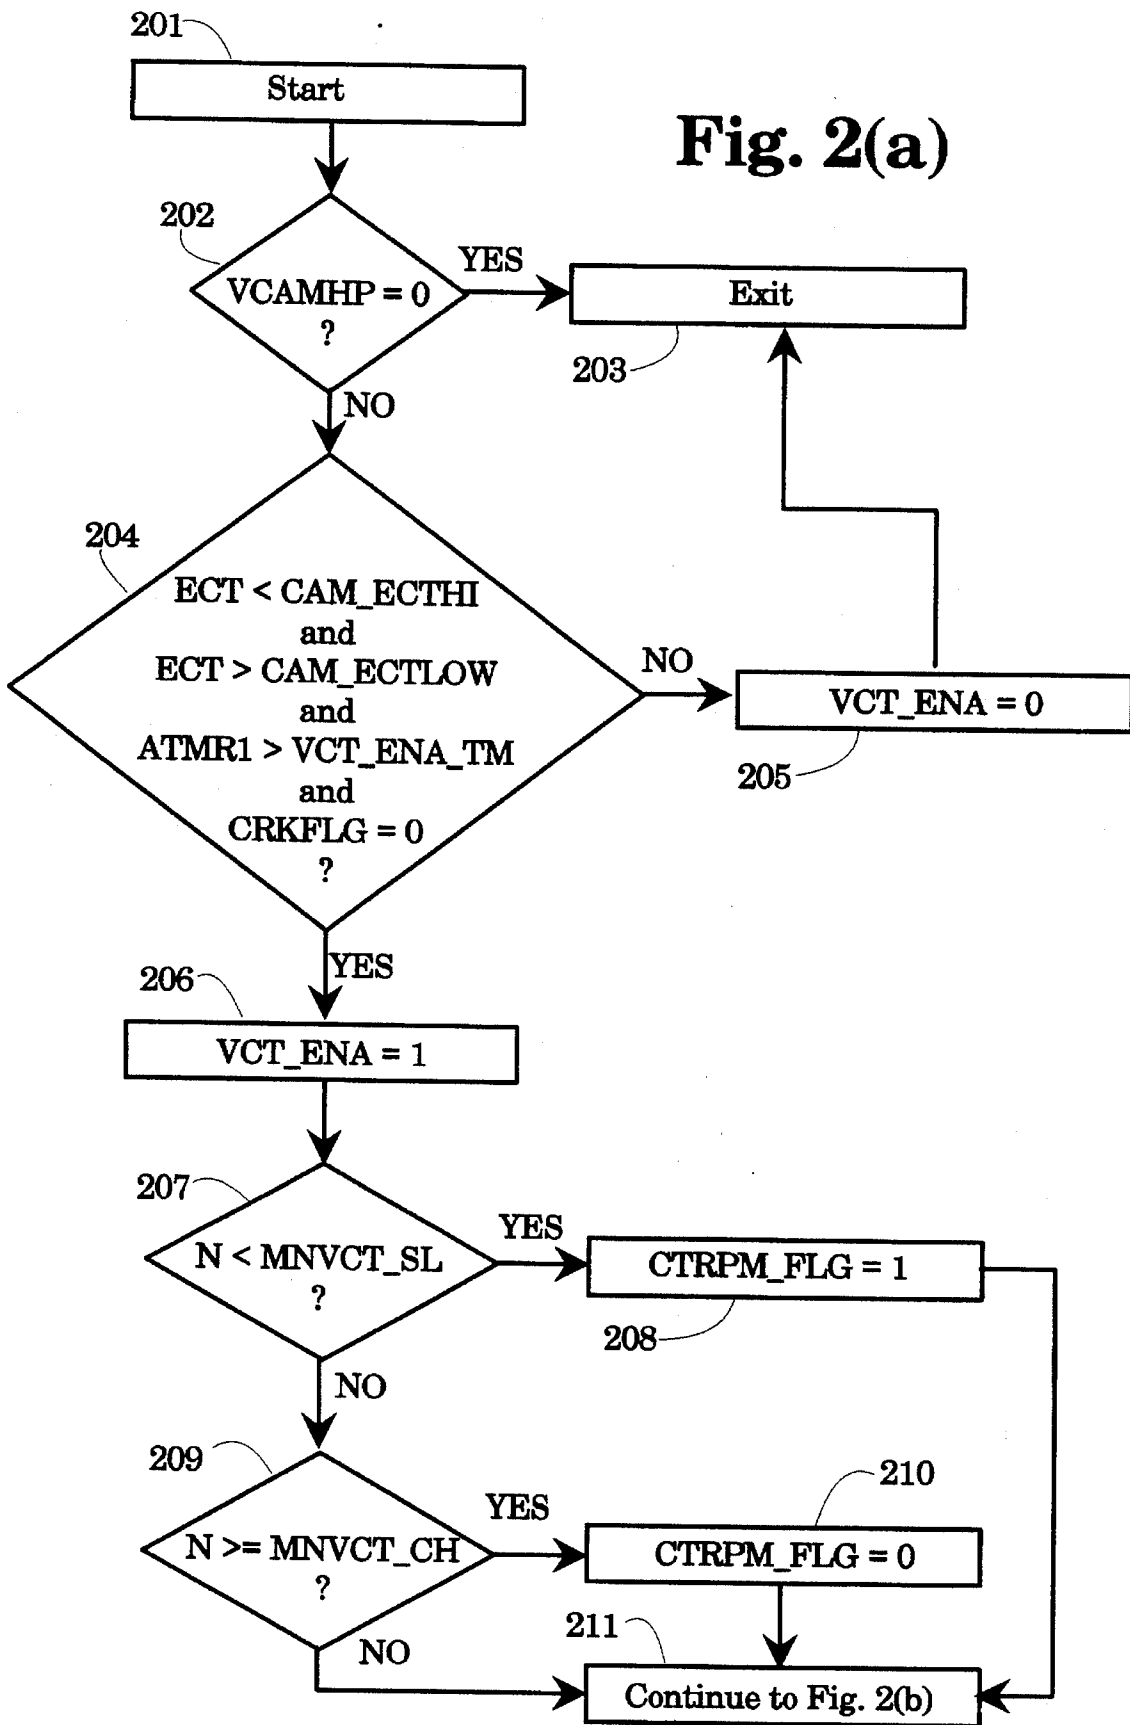 201
Start
Fig. 2(a)
202
VCAMHP = 0
?
YES
Exit
203
NO
204
ECT < CAM_ECTHI
and
ECT > CAM_ECTLOW
and
ATMR1 > VCT_ENA_TM
and
CRKFLG = 0
?
NO
VCT_ENA = 0
205
YES
206
VCT_ENA = 1
207
N < MNVCT_SL
?
YES
CTRPM_FLG = 1
208
NO
209
N >= MNVCT_CH
?
YES
210
CTRPM_FLG = 0
NO
211
Continue to Fig. 2(b)